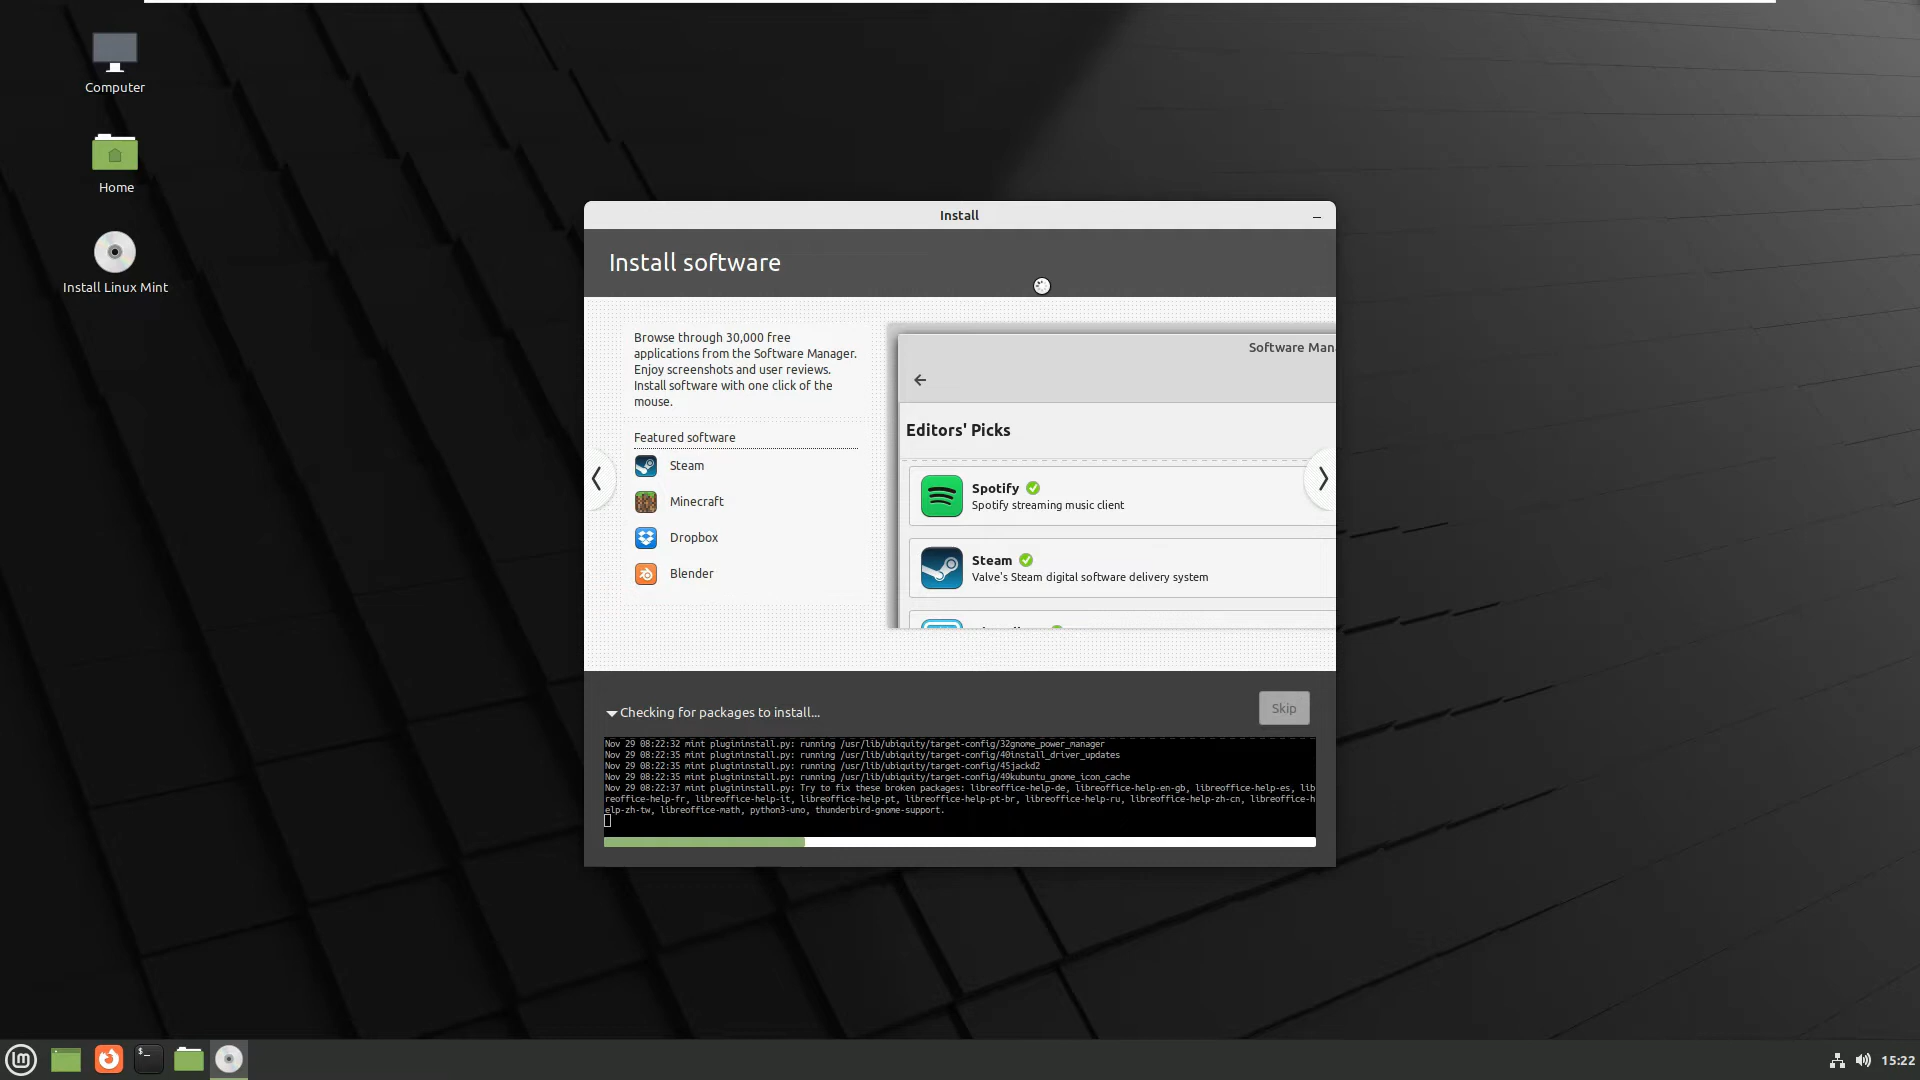 Computer
Home
Install Linux Mint
Install
Install software
Browse through 30,000 free
applications from the Software Manager.
Enjoy screenshots and user reviews.
Install software with one click of the
mouse.
Featured software
Steam
Minecraft
Dropbox
Blender
Software Man
Editors' Picks
Spotify
Spotify streaming music client
Steam
Valve's Steam digital software delivery system
Checking for packages to install...
Skip
Nov 29 08:22:32 mint plugininstall.py: running /usr/lib/ubiquity/target-config/32gnome_power_manager
Nov 29 08:22:35 mint plugininstall.py: running /usr/lib/ubiquity/target-config/40install_driver_updates
Nov 29 08:22:35 mint plugininstall.py: running /usr/lib/ubiquity/target-config/45jackd2
Nov 29 08:22:35 mint plugininstall.py: running /usr/lib/ubiquity/target-config/49kubuntu_gnome_icon_cache
Nov 29 08:22:37 mint plugininstall.py: Try to fix these broken packages: libreoffice-help-de, libreoffice-help-en-gb, libreoffice-help-es, lib
reoffice-help-fr, libreoffice-help-it, libreoffice-help-pt, libreoffice-help-pt-br, libreoffice-help-ru, libreoffice-help-zh-cn, libreoffice-h
elp-zh-tw, libreoffice-math, python3-uno, thunderbird-gnome-support.
$_
15:22